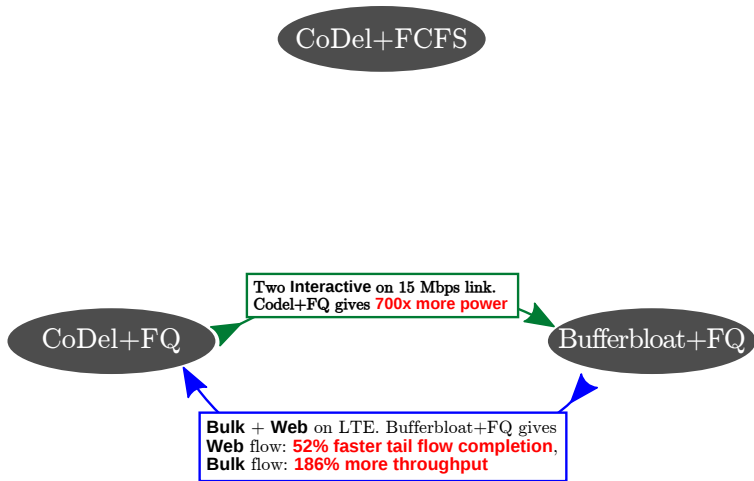 CoDel+FCFS
Two Interactive on 15 Mbps link.
Codel+FQ gives 700x more power
CoDel+FQ
Bufferbloat+FQ
Bulk + Web on LTE. Bufferbloat+FQ gives
Web flow: 52% faster tail flow completion,
Bulk flow: 186% more throughput